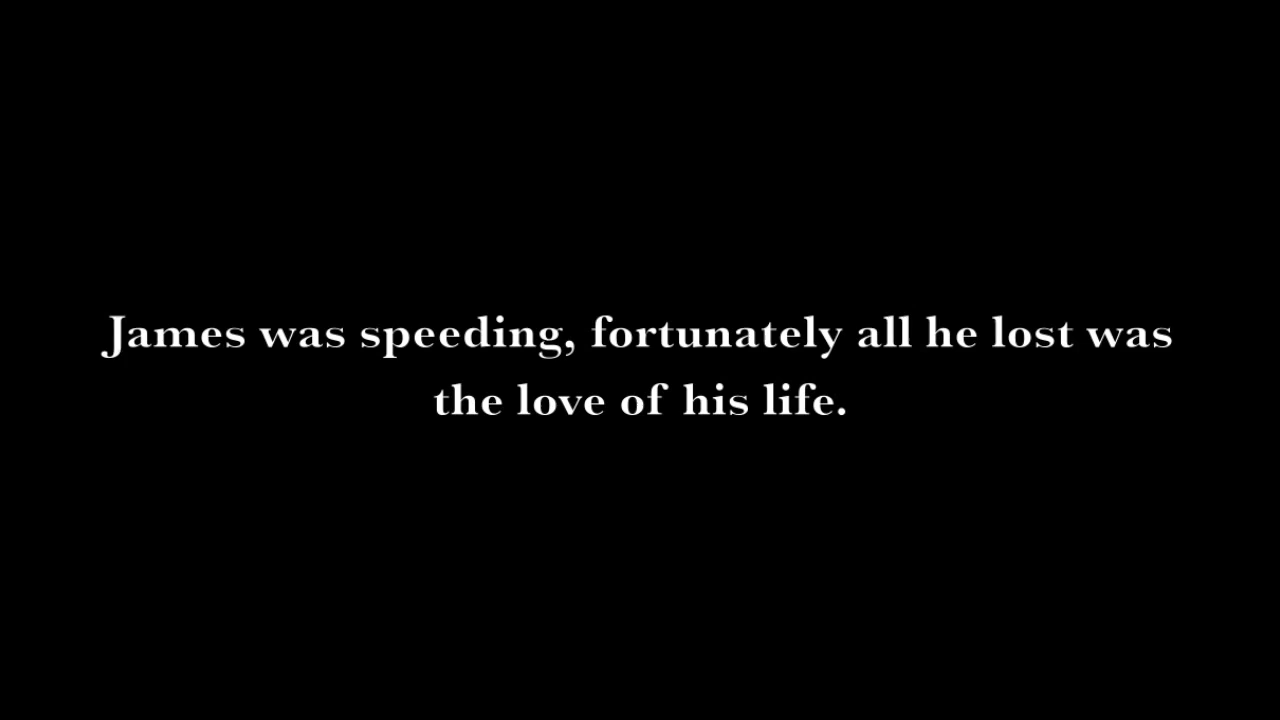 James was speeding, fortunately all he lost was
the love of his life.